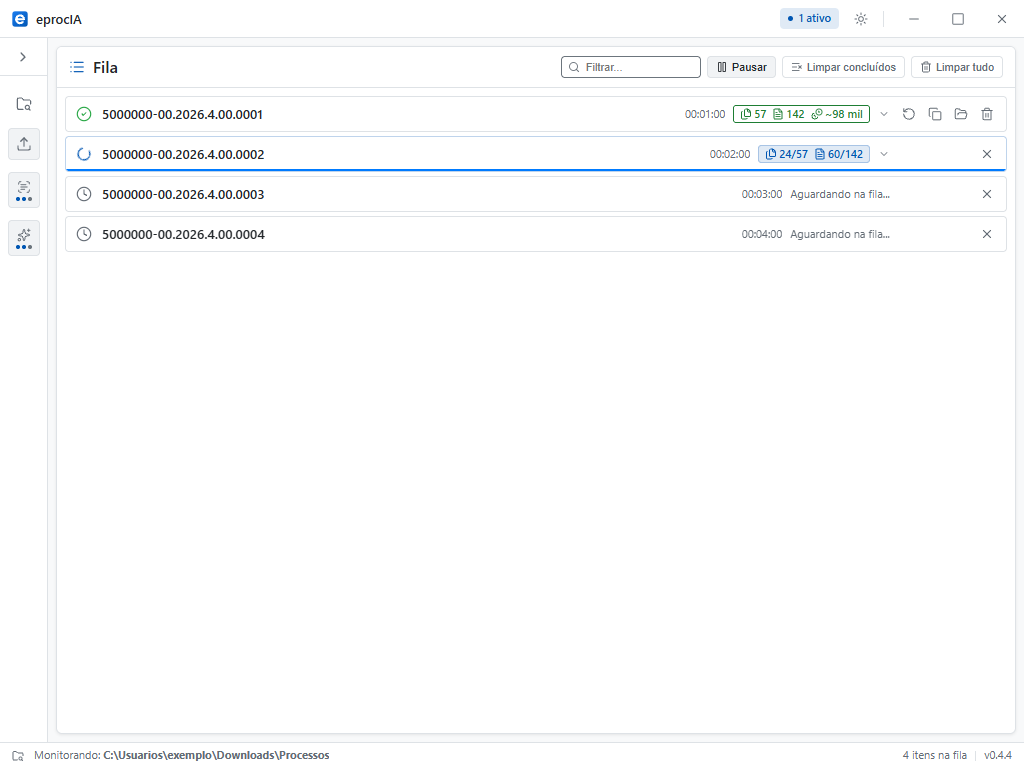 eprocIA
1 ativo
Fila
Filtrar...
Pausar
Limpar concluídos
Limpar tudo
5000000-00.2026.4.00.0001 00:01:00 57 142 ~98 mil
5000000-00.2026.4.00.0002 00:02:00 24/57 60/142
5000000-00.2026.4.00.0003 00:03:00 Aguardando na fila...
5000000-00.2026.4.00.0004 00:04:00 Aguardando na fila...
Monitorando: C:\Usuarios\exemplo\Downloads\Processos
4 itens na fila
v0.4.4